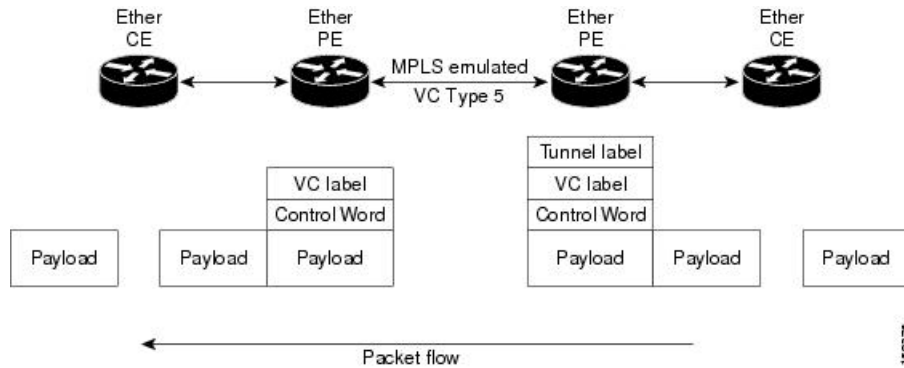 Ether CE
Ether PE
Ether PE
Ether CE
MPLS emulated
VC Type 5
Tunnel label
VC label
VC label
Control Word
Control Word
Payload
Payload
Payload
Payload
Payload
Payload
Packet flow